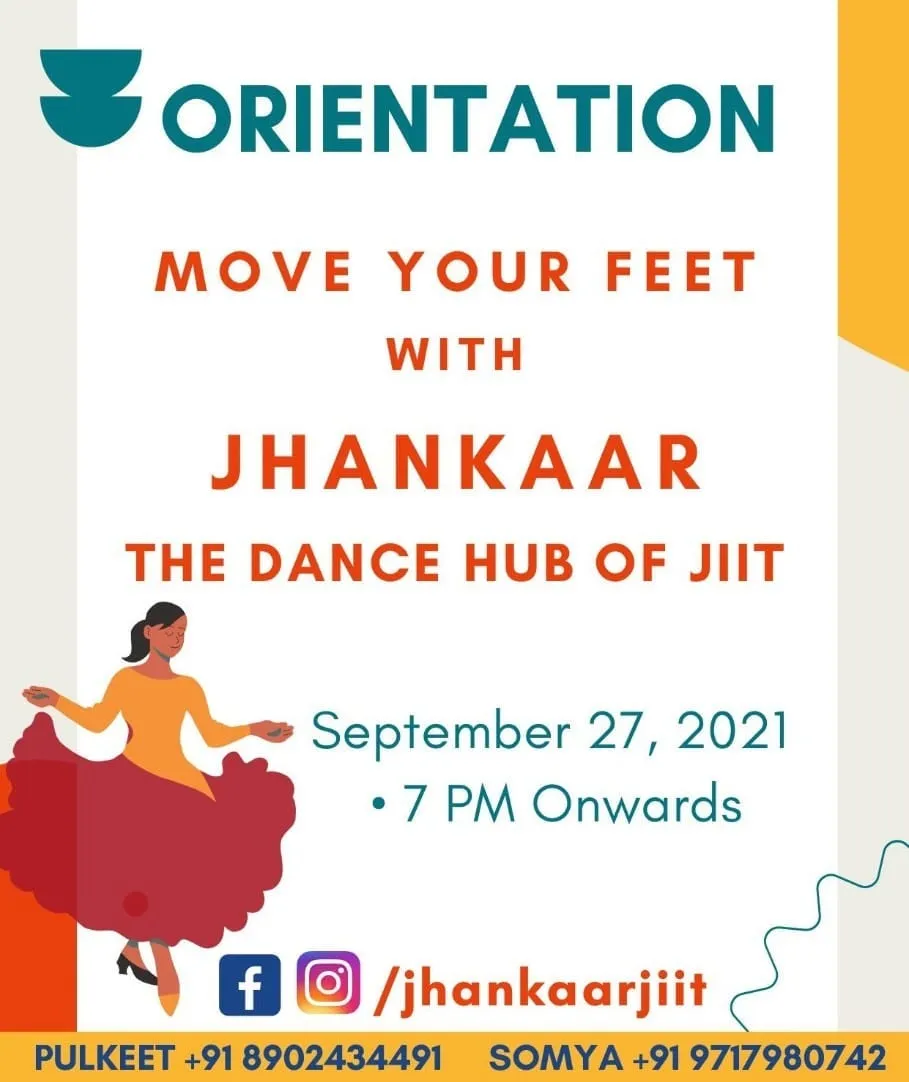 ORIENTATION
MOVE YOUR FEET
WITH
JHANKAAR
THE DANCE HUB OF JIIT
September 27, 2021
• 7 PM Onwards
/jhankaarjiit
PULKEET +91 8902434491 SOMYA +91 9717980742